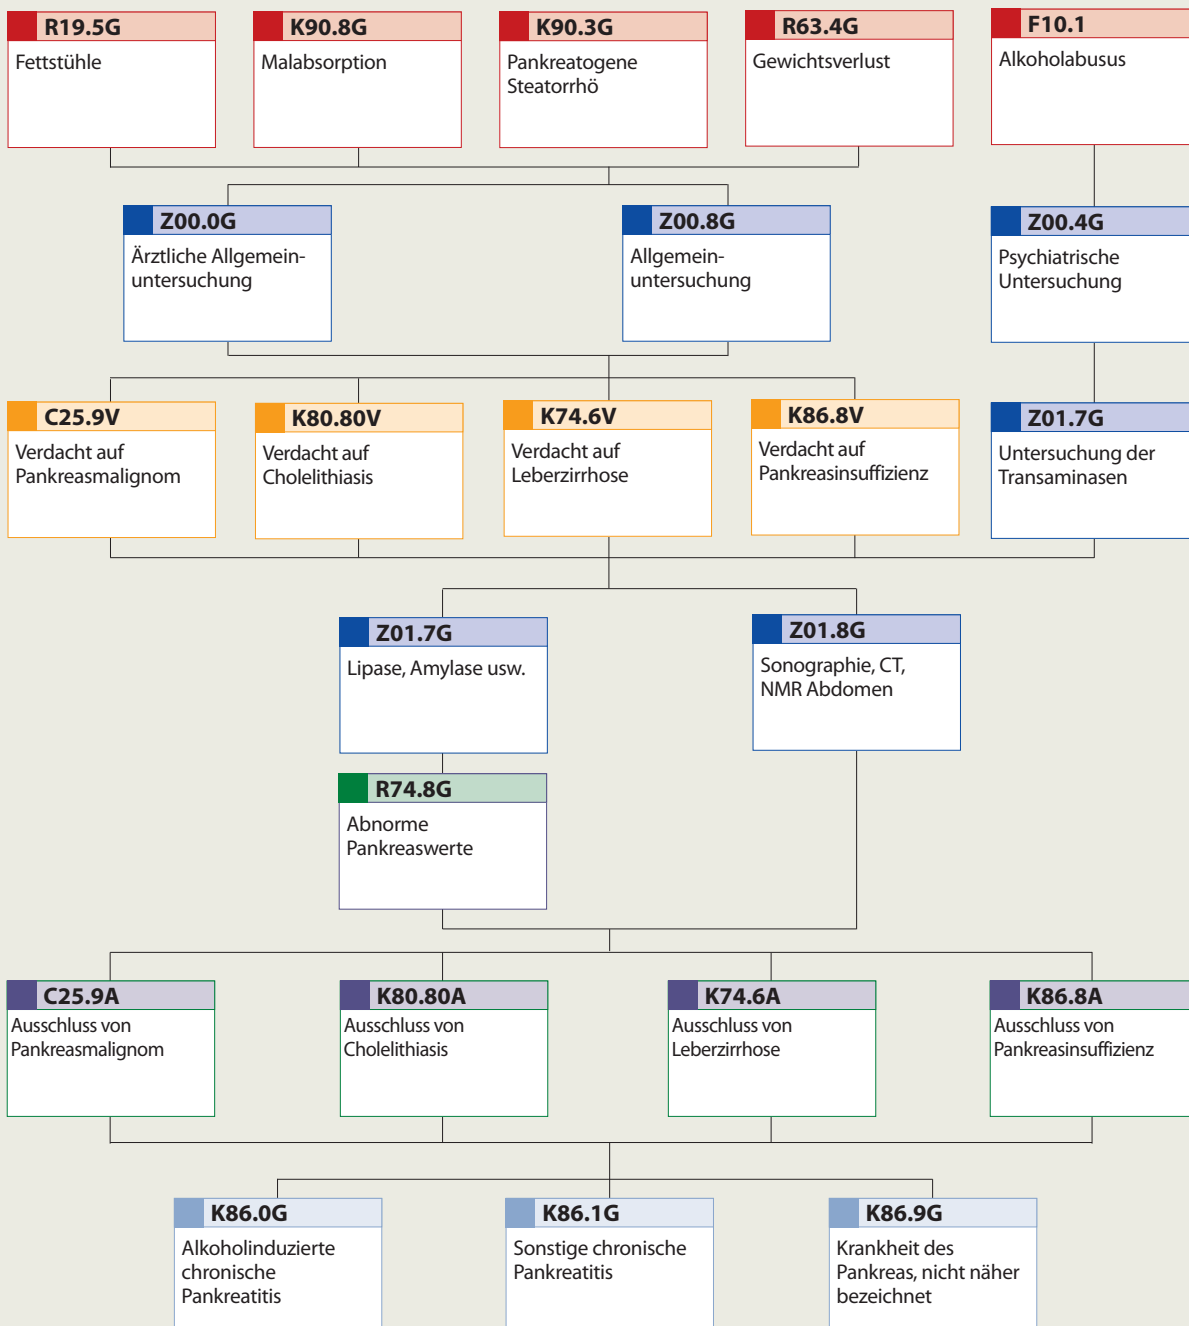 R19.5G
Fettstühle
K90.8G
Malabsorption
K90.3G
Pankreatogene
Steatorrhö
R63.4G
Gewichtsverlust
F10.1
Alkoholabusus
Z00.0G
Ärztliche Allgemein-
untersuchung
Z00.8G
Allgemein-
untersuchung
Z00.4G
Psychiatrische
Untersuchung
C25.9V
Verdacht auf
Pankreasmalignom
K80.80V
Verdacht auf
Cholelithiasis
K74.6V
Verdacht auf
Leberzirrhose
K86.8V
Verdacht auf
Pankreasinsuffizienz
Z01.7G
Untersuchung der
Transaminasen
Z01.7G
Lipase, Amylase usw.
Z01.8G
Sonographie, CT,
NMR Abdomen
R74.8G
Abnorme
Pankreaswerte
C25.9A
Ausschluss von
Pankreasmalignom
K80.80A
Ausschluss von
Cholelithiasis
K74.6A
Ausschluss von
Leberzirrhose
K86.8A
Ausschluss von
Pankreasinsuffizienz
K86.0G
Alkoholinduzierte
chronische
Pankreatitis
K86.1G
Sonstige chronische
Pankreatitis
K86.9G
Krankheit des
Pankreas, nicht näher
bezeichnet